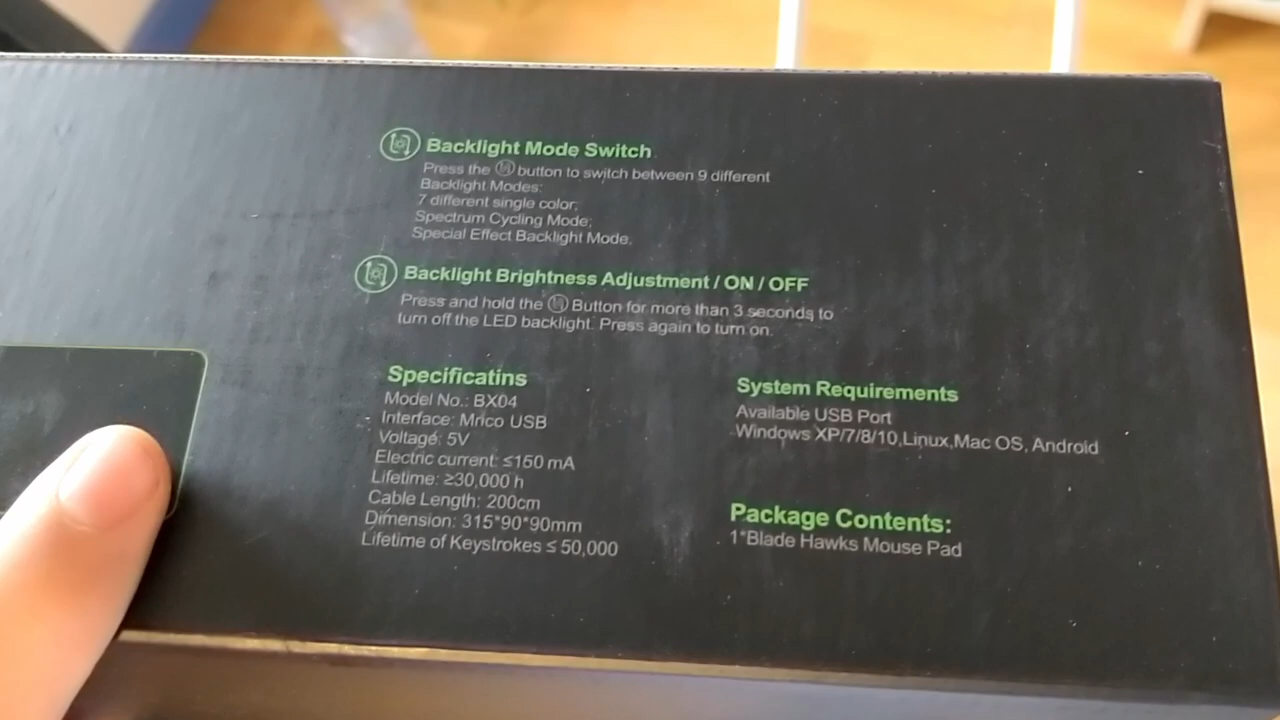 Backlight Mode Switch
Press the button to switch between 9 different
Backlight Modes:
7 different single color;
Spectrum Cycling Mode;
Special Effect Backlight Mode.
Backlight Brightness Adjustment / ON / OFF
Press and hold the Button for more than 3 seconds to
turn off the LED backlight. Press again to turn on.
Specificatins
Model No.: BX04
Interface: Mrico USB
Voltage: 5V
Electric current: ≤150 mA
Lifetime: ≥30,000 h
Cable Length: 200cm
Dimension: 315*90*90mm
Lifetime of Keystrokes ≤ 50,000
System Requirements
Available USB Port
Windows XP/7/8/10,Linux,Mac OS, Android
Package Contents:
1*Blade Hawks Mouse Pad